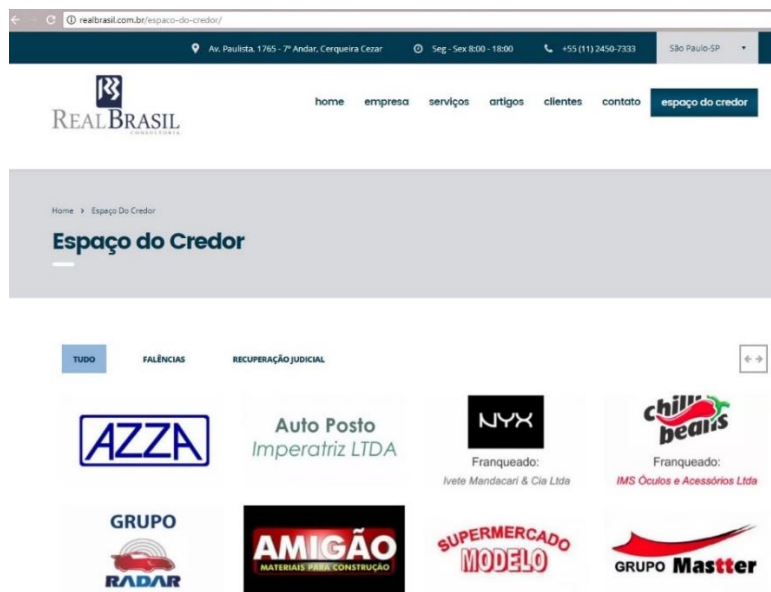 realbrasil.com.br/espaco-do-credor/
Av. Paulista, 1765 - 7º Andar, Cerqueira Cezar
Seg - Sex 8:00 - 18:00
+55 (11) 2450-7333
São Paulo-SP
REALBRASIL
CONSULTORIA
home empresa serviços artigos clientes contato espaço do credor
Home > Espaço Do Credor
Espaço do Credor
TUDO FALÊNCIAS RECUPERAÇÃO JUDICIAL
AZZA
Auto Posto
Imperatriz LTDA
NYX
Franqueado:
Ivete Mandacari & Cia Ltda
chilli
beans
Franqueado:
IMS Óculos e Acessórios Ltda
GRUPO
RADAR
AMIGÃO
MATERIAIS PARA CONSTRUÇÃO
SUPERMERCADO
MODELO
GRUPO Mastter